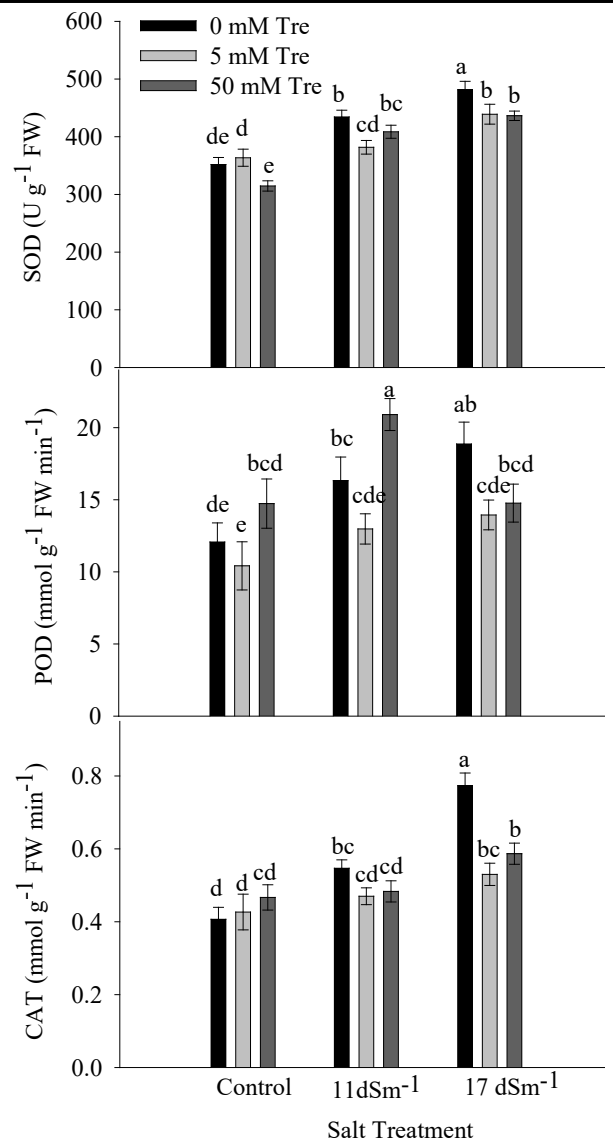 600
500
400
300
200
100
0
SOD (U g-1 FW)
0 mM Tre
5 mM Tre
50 mM Tre
de d e
b cd bc
a b b
20
15
10
5
0
POD (mmol g-1 FW min-1)
de e bcd
bc cde a
ab cde bcd
0.8
0.6
0.4
0.2
0.0
CAT (mmol g-1 FW min-1)
d d cd
bc cd cd
a bc b
Control 11dSm-1 17 dSm-1
Salt Treatment